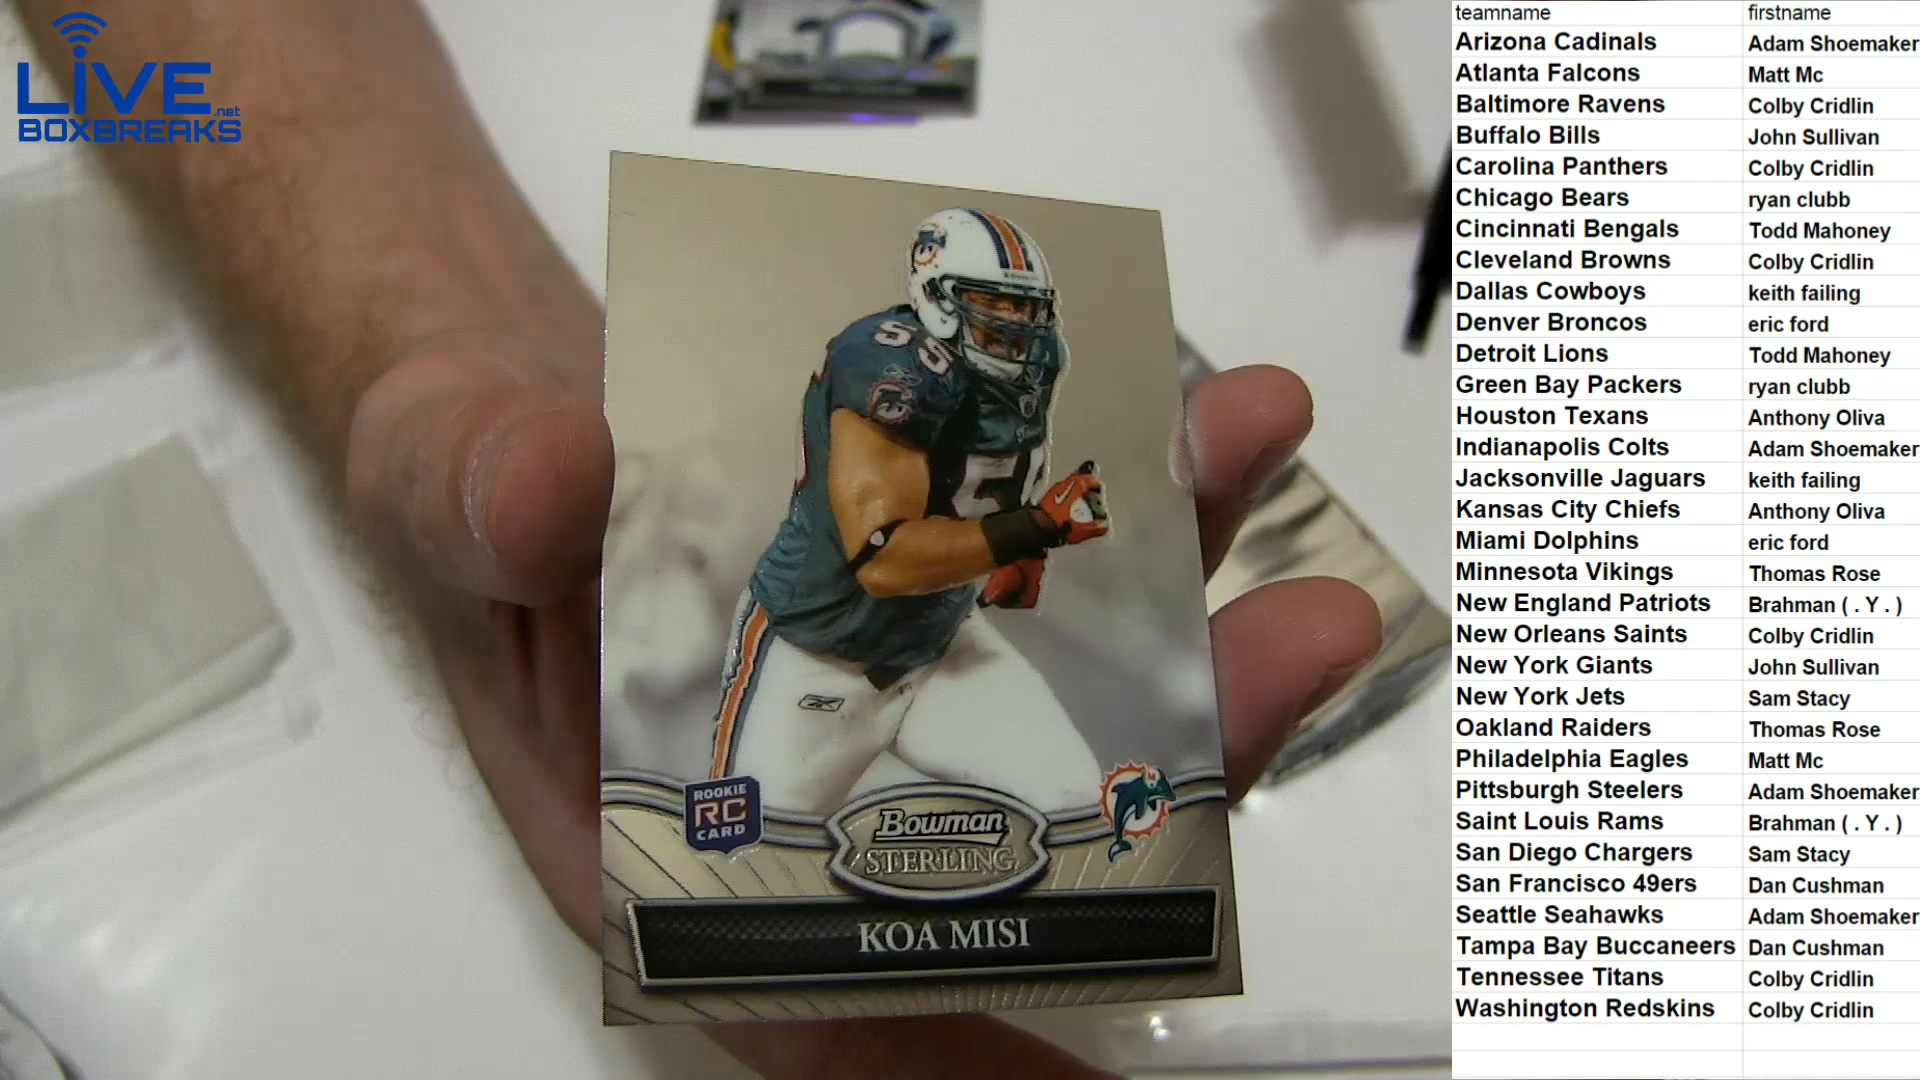 LiVE.net
BOXBREAKS
55
55
ROOKIE
RC
CARD
Bowman
STERLING
KOA MISI
teamname firstname
Arizona Cadinals Adam Shoemaker
Atlanta Falcons Matt Mc
Baltimore Ravens Colby Cridlin
Buffalo Bills John Sullivan
Carolina Panthers Colby Cridlin
Chicago Bears ryan clubb
Cincinnati Bengals Todd Mahoney
Cleveland Browns Colby Cridlin
Dallas Cowboys keith failing
Denver Broncos eric ford
Detroit Lions Todd Mahoney
Green Bay Packers ryan clubb
Houston Texans Anthony Oliva
Indianapolis Colts Adam Shoemaker
Jacksonville Jaguars keith failing
Kansas City Chiefs Anthony Oliva
Miami Dolphins eric ford
Minnesota Vikings Thomas Rose
New England Patriots Brahman ( . Y . )
New Orleans Saints Colby Cridlin
New York Giants John Sullivan
New York Jets Sam Stacy
Oakland Raiders Thomas Rose
Philadelphia Eagles Matt Mc
Pittsburgh Steelers Adam Shoemaker
Saint Louis Rams Brahman ( . Y . )
San Diego Chargers Sam Stacy
San Francisco 49ers Dan Cushman
Seattle Seahawks Adam Shoemaker
Tampa Bay Buccaneers Dan Cushman
Tennessee Titans Colby Cridlin
Washington Redskins Colby Cridlin